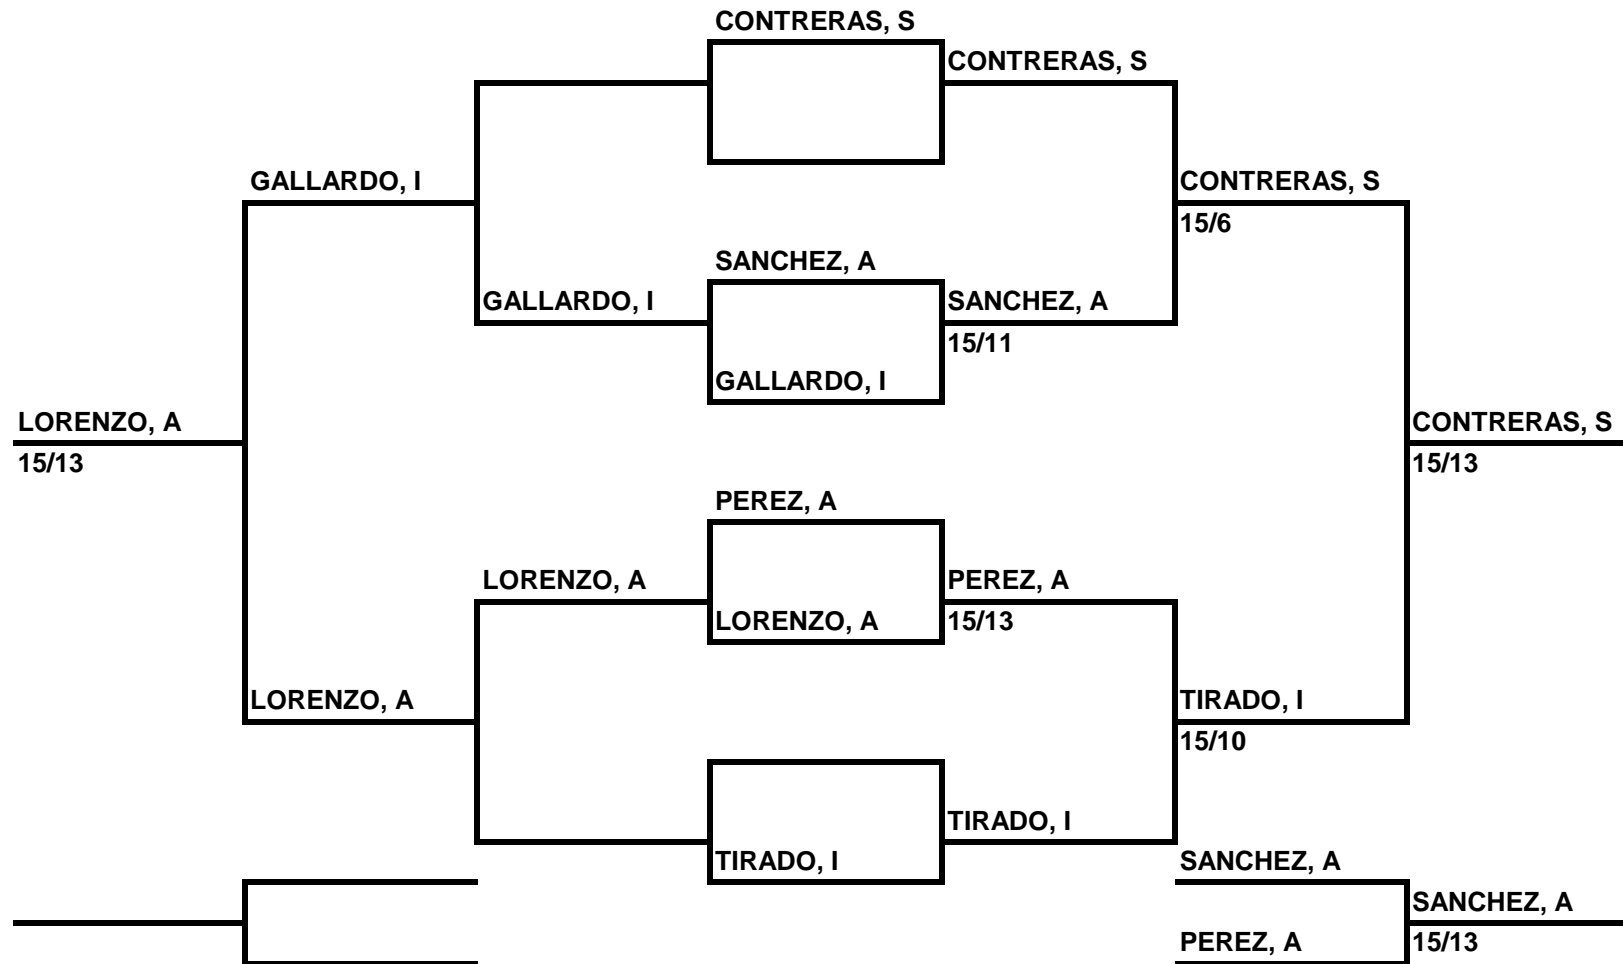 CONTRERAS, S
CONTRERAS, S
GALLARDO, I
CONTRERAS, S
15/6
SANCHEZ, A
GALLARDO, I
SANCHEZ, A
15/11
GALLARDO, I
LORENZO, A
CONTRERAS, S
15/13
15/13
PEREZ, A
LORENZO, A
PEREZ, A
LORENZO, A
15/13
LORENZO, A
TIRADO, I
15/10
TIRADO, I
TIRADO, I
SANCHEZ, A
SANCHEZ, A
PEREZ, A
15/13